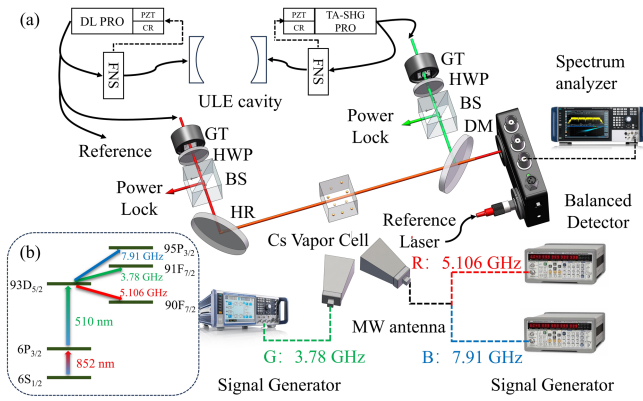 (a)
DL PRO
PZT
CR
FNS
ULE cavity
PZT
CR
TA-SHG
PRO
FNS
GT
HWP
BS
DM
Power
Lock
Spectrum
analyzer
Reference
GT
HWP
BS
Power
Lock
HR
Cs Vapor Cell
Reference
Laser
Balanced
Detector
(b)
95P3/2
7.91 GHz
91F7/2
3.78 GHz
93D5/2
5.106 GHz
90F7/2
510 nm
6P3/2
852 nm
6S1/2
R: 5.106 GHz
MW antenna
G: 3.78 GHz
B: 7.91 GHz
Signal Generator
Signal Generator